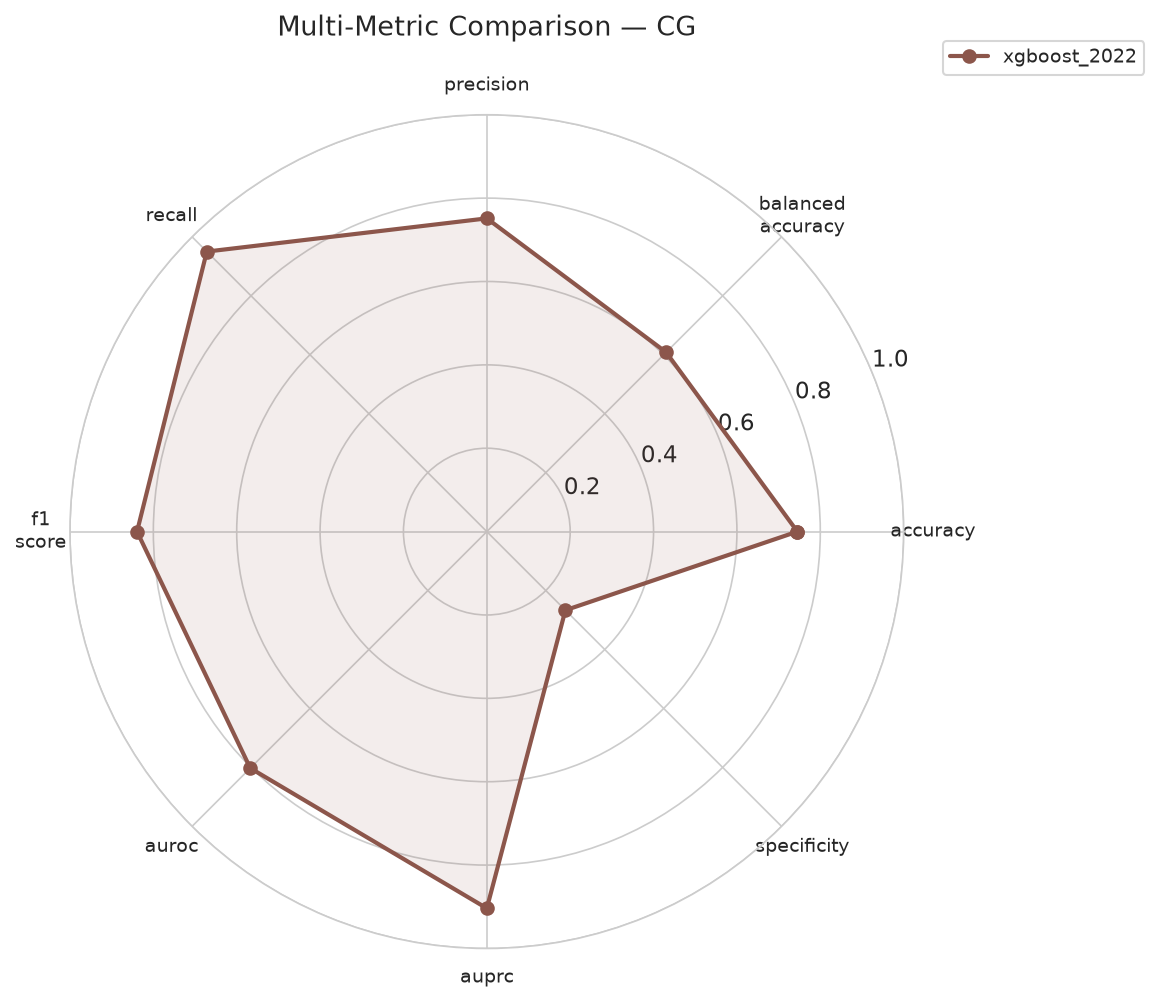 Multi-Metric Comparison — CG
xgboost_2022
precision
balanced
accuracy
recall
1.0
0.8
0.6
0.4
0.2
f1
score
accuracy
auroc
specificity
auprc